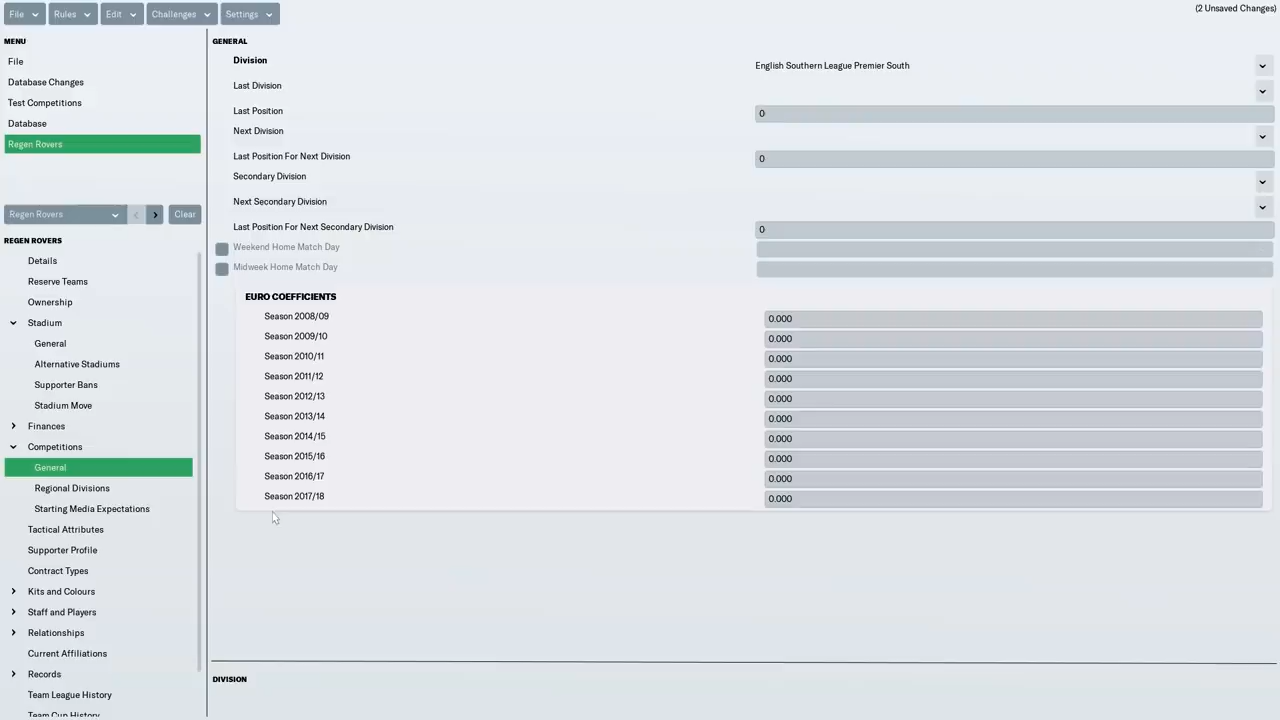 File
Rules
Edit
Challenges
Settings
(2 Unsaved Changes)
MENU
File
Database Changes
Test Competitions
Database
Regen Rovers
Regen Rovers
Clear
REGEN ROVERS
Details
Reserve Teams
Ownership
Stadium
General
Alternative Stadiums
Supporter Bans
Stadium Move
Finances
Competitions
General
Regional Divisions
Starting Media Expectations
Tactical Attributes
Supporter Profile
Contract Types
Kits and Colours
Staff and Players
Relationships
Current Affiliations
Records
Team League History
Team Cup History
GENERAL
Division English Southern League Premier South
Last Division
Last Position 0
Next Division
Last Position For Next Division 0
Secondary Division
Next Secondary Division
Last Position For Next Secondary Division 0
Weekend Home Match Day
Midweek Home Match Day
EURO COEFFICIENTS
Season 2008/09 0.000
Season 2009/10 0.000
Season 2010/11 0.000
Season 2011/12 0.000
Season 2012/13 0.000
Season 2013/14 0.000
Season 2014/15 0.000
Season 2015/16 0.000
Season 2016/17 0.000
Season 2017/18 0.000
DIVISION